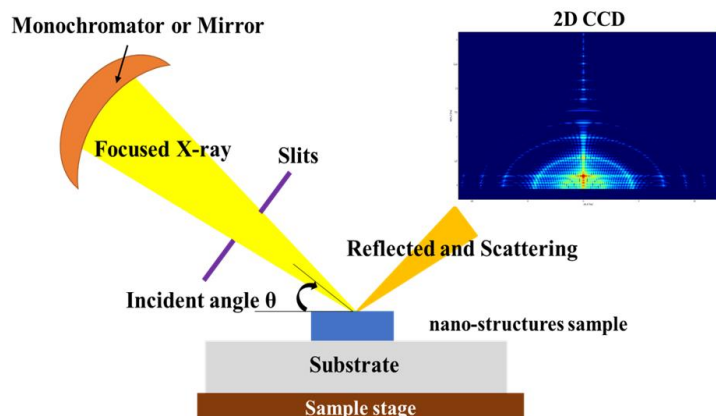 2D CCD
Monochromator or Mirror
Focused X-ray
Slits
Reflected and Scattering
Incident angle θ
nano-structures sample
Substrate
Sample stage